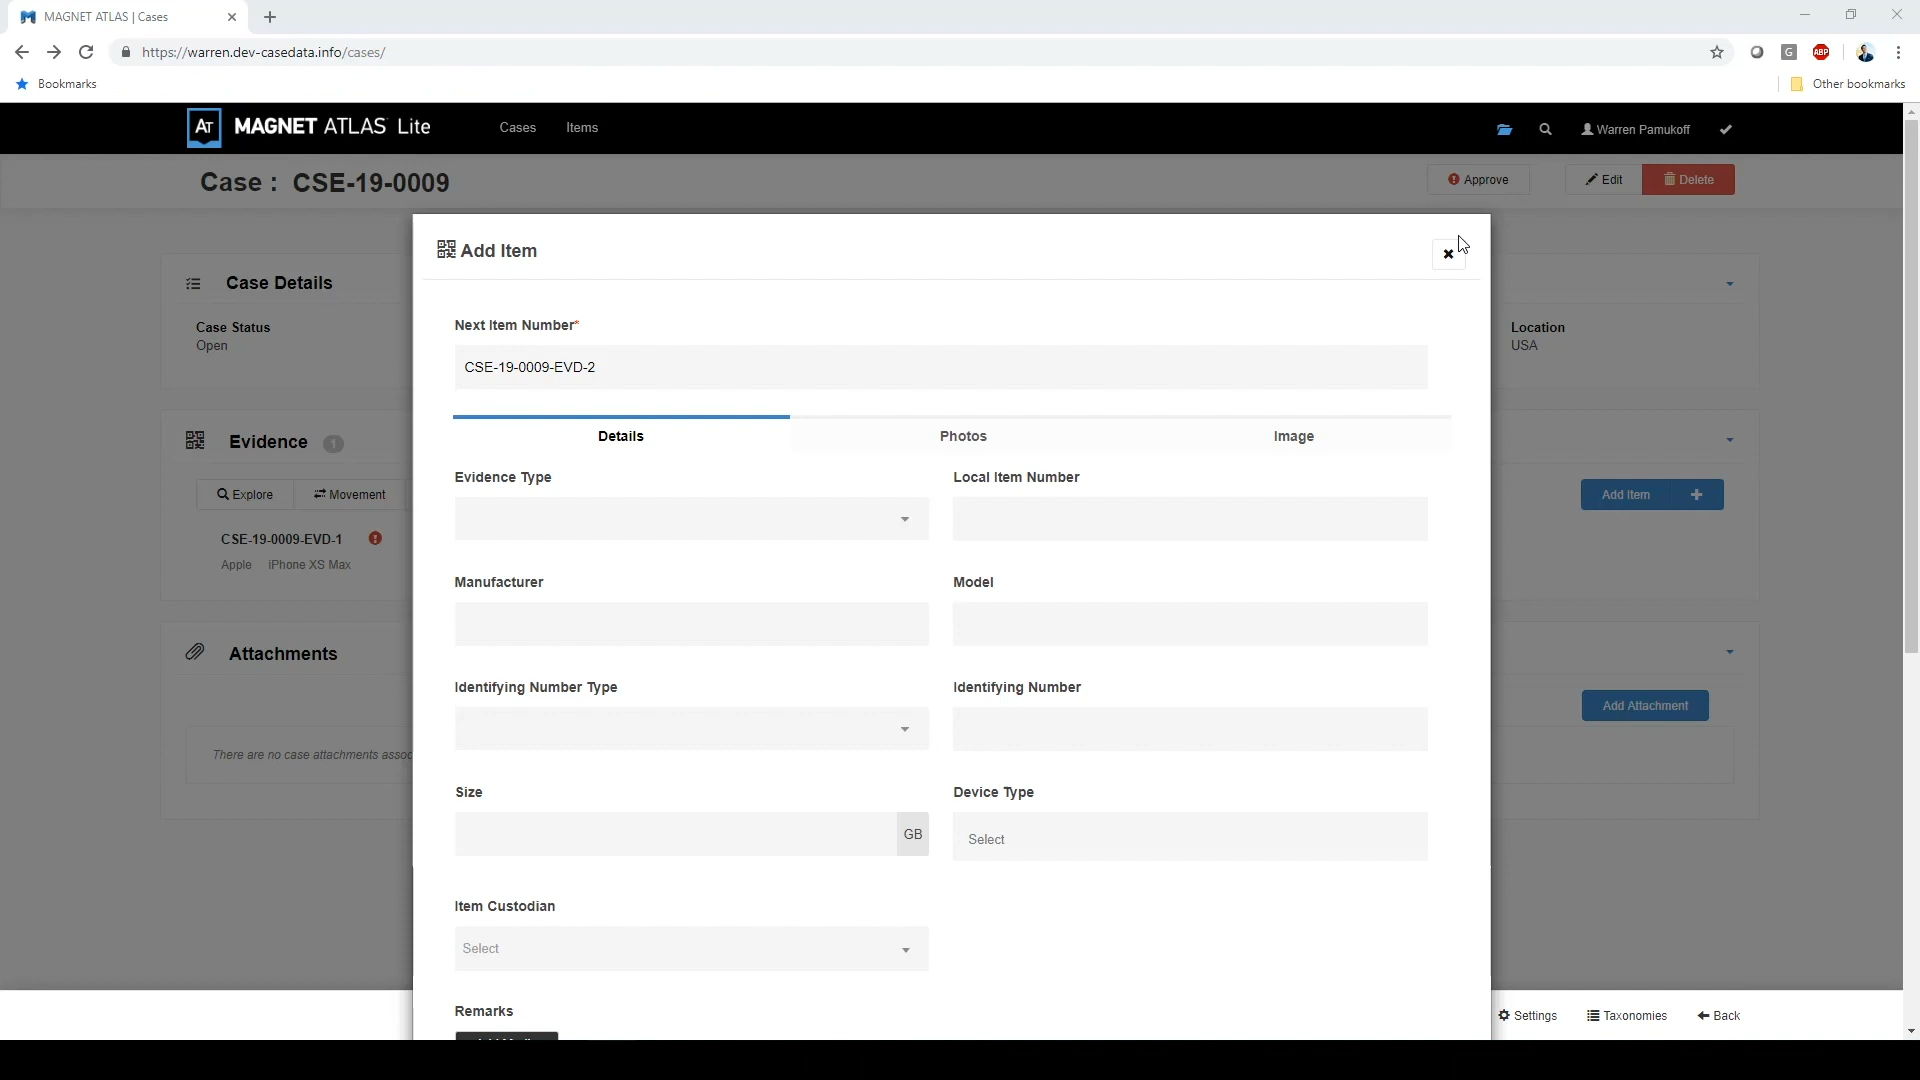 MAGNET ATLAS | Cases
https://warren.dev-casedata.info/cases/
G
ABP
Bookmarks
Other bookmarks
AT MAGNET ATLAS Lite
Cases
Items
Warren Pamukoff
Case : CSE-19-0009
Approve
Edit
Delete
Add Item
Case Details
Case Status
Open
Location
USA
Next Item Number*
CSE-19-0009-EVD-2
Details
Photos
Image
Evidence 1
Explore
Movement
Add Item
CSE-19-0009-EVD-1
Apple iPhone XS Max
Evidence Type
Local Item Number
Manufacturer
Model
Attachments
Identifying Number Type
Identifying Number
Add Attachment
There are no case attachments assoc
Size
GB
Device Type
Select
Item Custodian
Select
Remarks
Settings
Taxonomies
Back